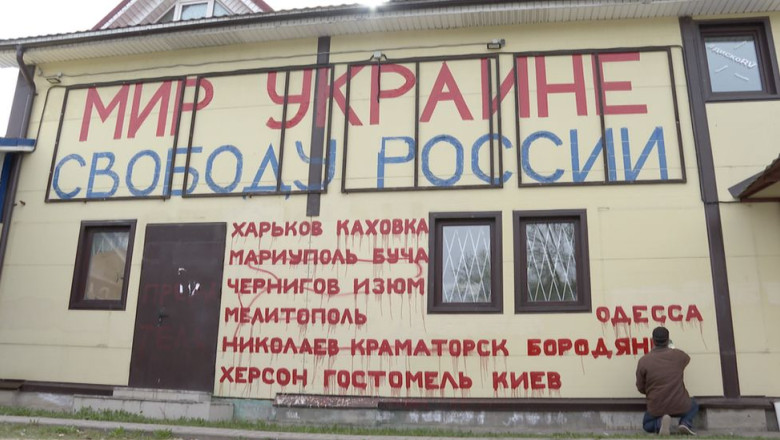 МИР УКРАИНЕ
СВОБОДУ РОССИИ
ХАРЬКОВ КАХОВКА
МАРИУПОЛЬ БУЧА
ЧЕРНИГОВ ИЗЮМ
МЕЛИТОПОЛЬ ОДЕССА
НИКОЛАЕВ КРАМАТОРСК БОРОДЯН
ХЕРСОН ГОСТОМЕЛЬ КИЕВ